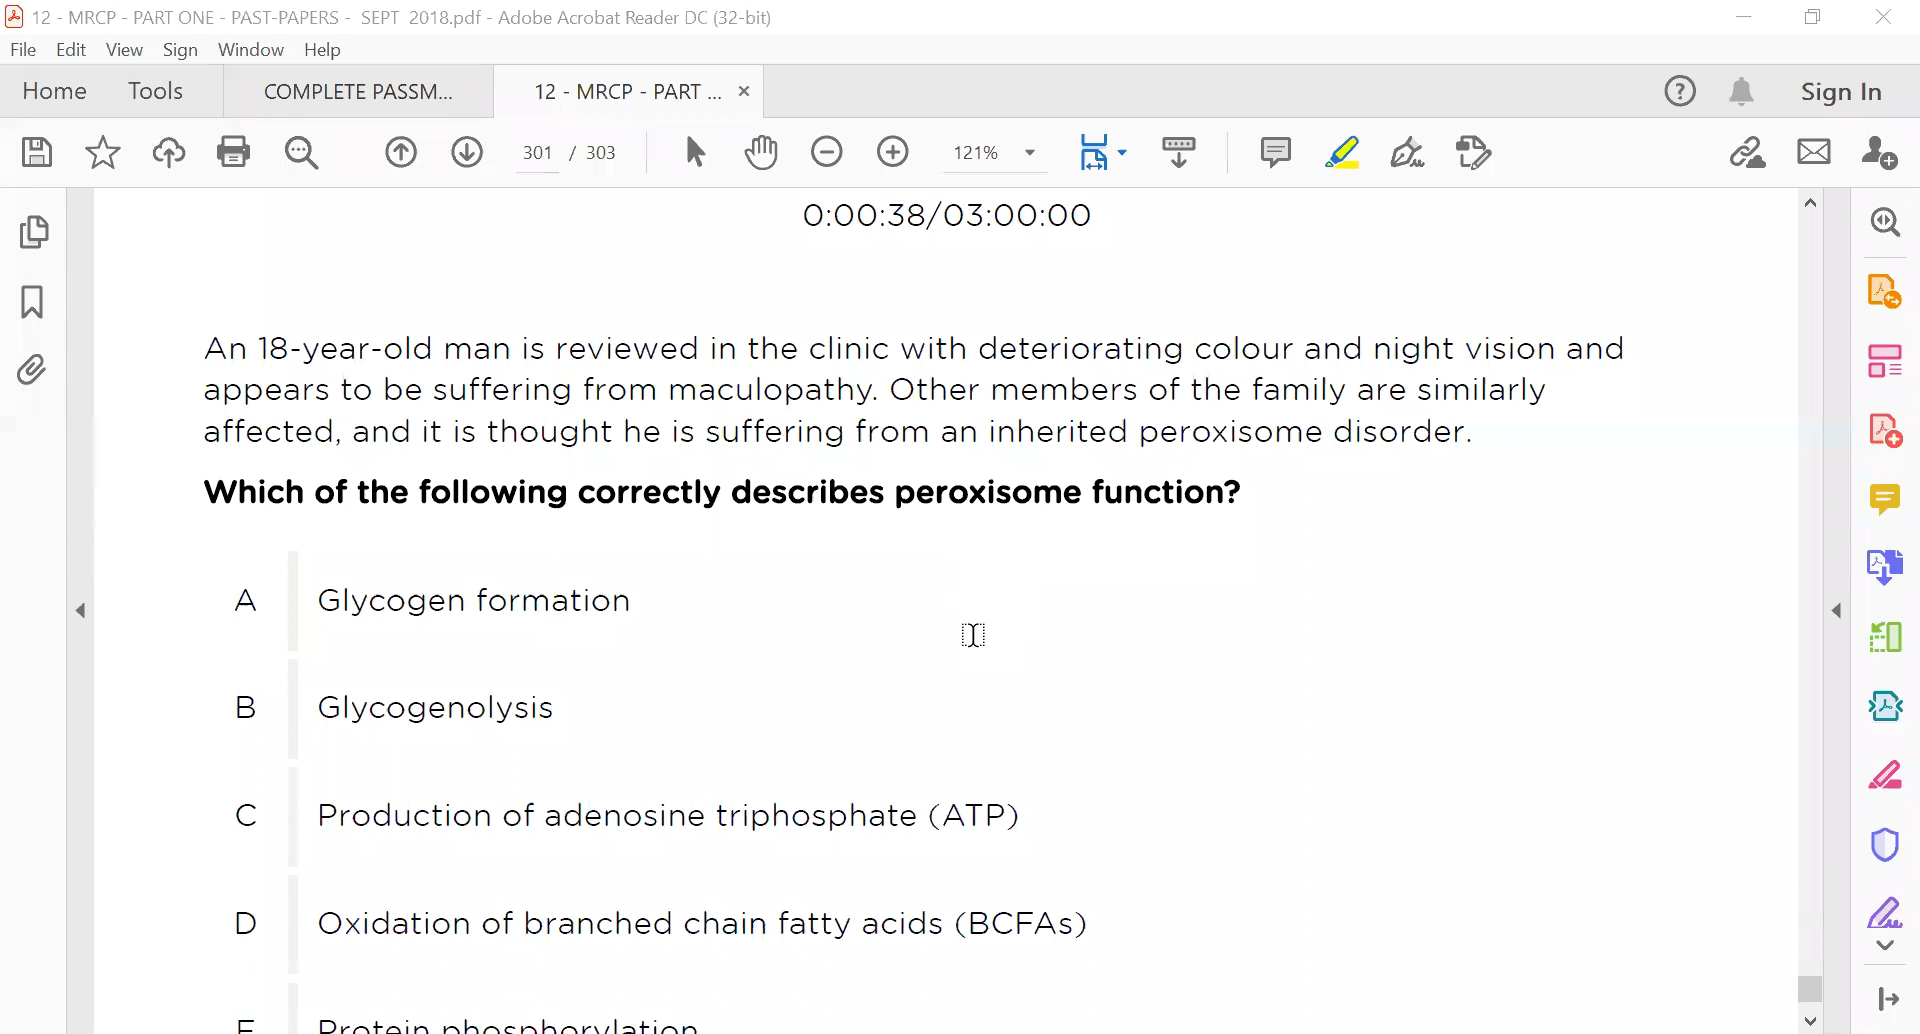 12 - MRCP - PART ONE - PAST-PAPERS - SEPT 2018.pdf - Adobe Acrobat Reader DC (32-bit)
File Edit View Sign Window Help
Home Tools COMPLETE PASSM... 12 - MRCP - PART ... Sign In
301 / 303 121%
0:00:38/03:00:00
An 18-year-old man is reviewed in the clinic with deteriorating colour and night vision and
appears to be suffering from maculopathy. Other members of the family are similarly
affected, and it is thought he is suffering from an inherited peroxisome disorder.
Which of the following correctly describes peroxisome function?
A Glycogen formation
B Glycogenolysis
C Production of adenosine triphosphate (ATP)
D Oxidation of branched chain fatty acids (BCFAs)
E Protein phosphorylation